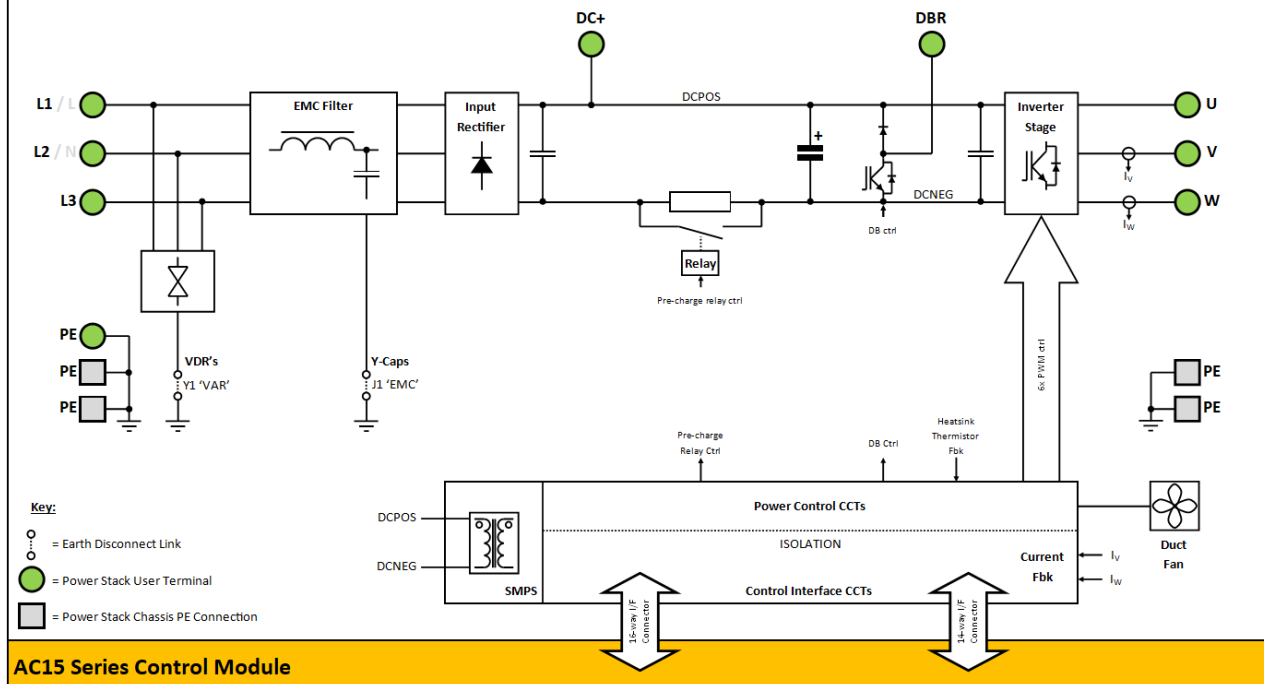 DC+
DBR
L1 / L
EMC Filter
Input
Rectifier
DCPOS
Inverter
Stage
U
L2 / N
+
V
IV
L3
DCNEG
W
IW
DB ctrl
Relay
Pre-charge relay ctrl
PE
VDR's
Y-Caps
PE
Y1 'VAR'
J1 'EMC'
6x PWM ctrl
PE
PE
PE
Pre-charge
Relay Ctrl
DB Ctrl
Heatsink
Thermistor
Fbk
Key:
= Earth Disconnect Link
= Power Stack User Terminal
= Power Stack Chassis PE Connection
DCPOS
DCNEG
SMPS
Power Control CCTs
ISOLATION
Control Interface CCTs
Current
Fbk
IV
IW
Duct
Fan
16-way I/F
Connector
14-way I/F
Connector
AC15 Series Control Module